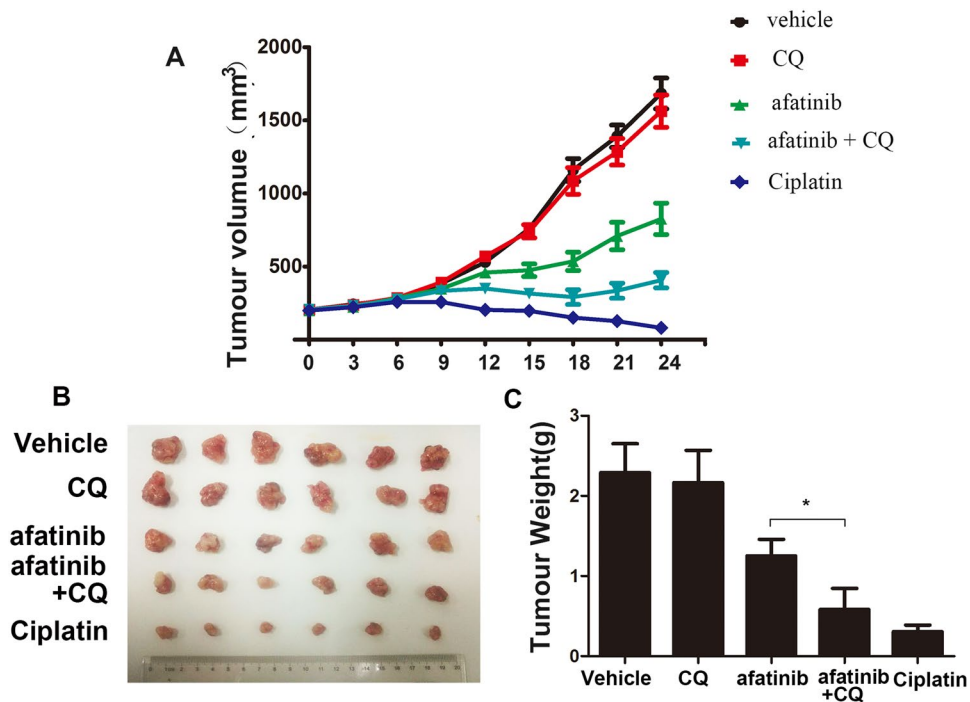 A
Tumour volumue（mm³）
2000
1500
1000
500
0
3
6
9
12
15
18
21
24
vehicle
CQ
afatinib
afatinib + CQ
Ciplatin
B
Vehicle
CQ
afatinib
afatinib
+CQ
Ciplatin
C
Tumour Weight(g)
3
2
1
0
*
Vehicle
CQ
afatinib
afatinib
+CQ
Ciplatin